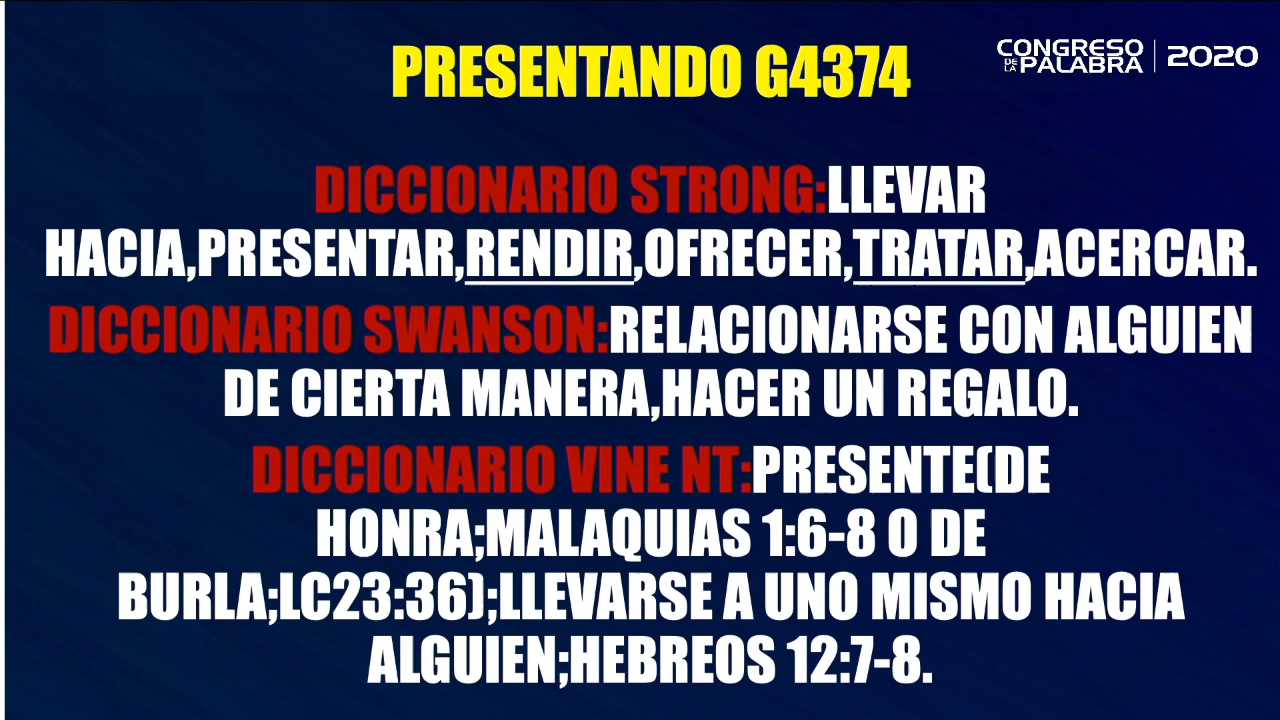 PRESENTANDO G4374
CONGRESO
DE LA PALABRA
2020
DICCIONARIO STRONG:LLEVAR
HACIA,PRESENTAR,RENDIR,OFRECER,TRATAR,ACERCAR.
DICCIONARIO SWANSON:RELACIONARSE CON ALGUIEN
DE CIERTA MANERA,HACER UN REGALO.
DICCIONARIO VINE NT:PRESENTE(DE
HONRA;MALAQUIAS 1:6-8 O DE
BURLA;LC23:36);LLEVARSE A UNO MISMO HACIA
ALGUIEN;HEBREOS 12:7-8.